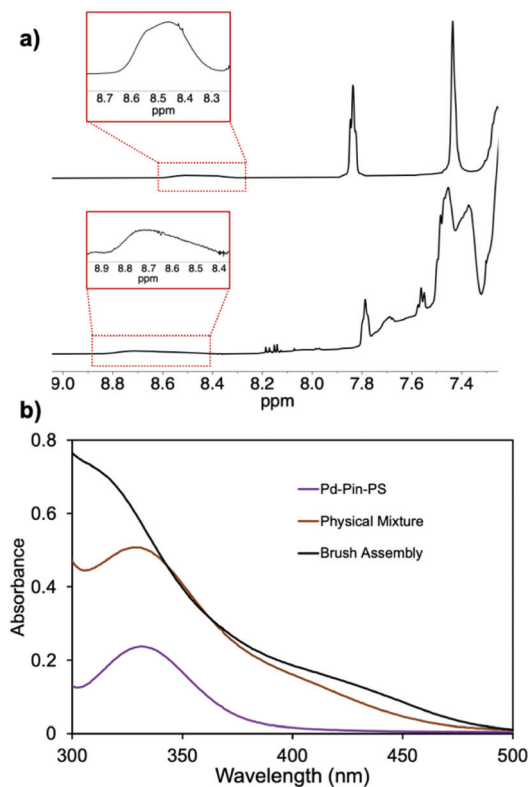 a)
8.7 8.6 8.5 8.4 8.3
ppm
8.9 8.8 8.7 8.6 8.5 8.4
ppm
9.0 8.8 8.6 8.4 8.2 8.0 7.8 7.6 7.4
ppm
b)
0.8
0.6
0.4
0.2
0
Absorbance
Pd-Pin-PS
Physical Mixture
Brush Assembly
300 350 400 450 500
Wavelength (nm)